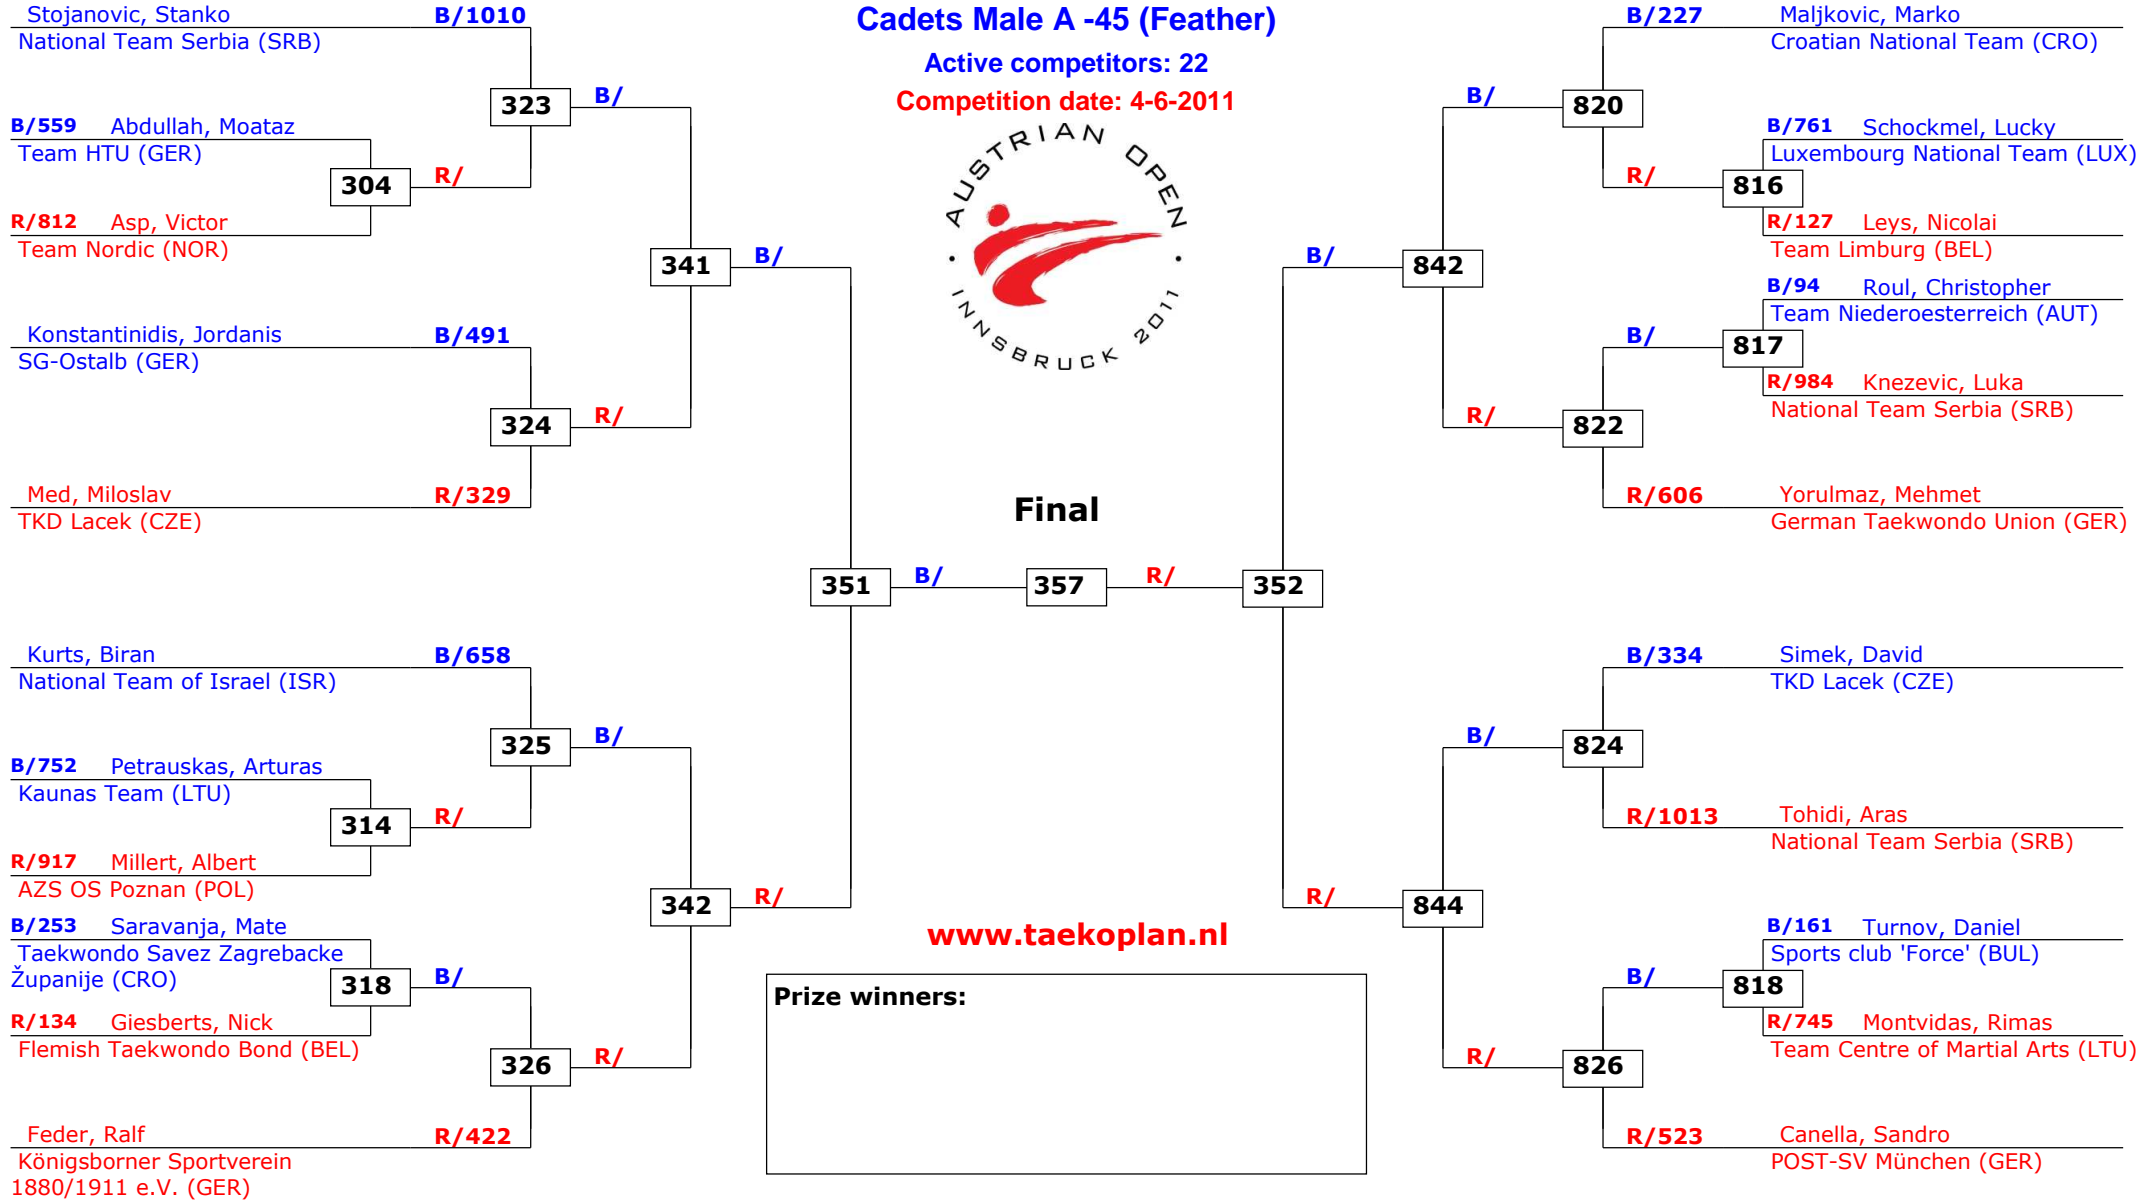 Cadets Male A -45 (Feather)
Active competitors: 22
Competition date: 4-6-2011
AUSTRIAN OPEN
· INNSBRUCK 2011 ·
Stojanovic, Stanko B/1010
National Team Serbia (SRB)
323 B/
B/559 Abdullah, Moataz
Team HTU (GER)
304 R/
R/812 Asp, Victor
Team Nordic (NOR)
341 B/
Konstantinidis, Jordanis B/491
SG-Ostalb (GER)
324 R/
Med, Miloslav R/329
TKD Lacek (CZE)
Kurts, Biran B/658
National Team of Israel (ISR)
325 B/
B/752 Petrauskas, Arturas
Kaunas Team (LTU)
314 R/
R/917 Millert, Albert
AZS OS Poznan (POL)
342 R/
B/253 Saravanja, Mate
Taekwondo Savez Zagrebacke
Županije (CRO)
318 B/
R/134 Giesberts, Nick
Flemish Taekwondo Bond (BEL)
326 R/
Feder, Ralf R/422
Königsborner Sportverein
1880/1911 e.V. (GER)
Final
351 B/ 357 R/ 352
B/227 Maljkovic, Marko
Croatian National Team (CRO)
B/ 820
B/761 Schockmel, Lucky
Luxembourg National Team (LUX)
R/ 816
R/127 Leys, Nicolai
Team Limburg (BEL)
B/ 842
B/94 Roul, Christopher
Team Niederoesterreich (AUT)
B/ 817
R/984 Knezevic, Luka
National Team Serbia (SRB)
R/ 822
R/606 Yorulmaz, Mehmet
German Taekwondo Union (GER)
B/334 Simek, David
TKD Lacek (CZE)
B/ 824
R/1013 Tohidi, Aras
National Team Serbia (SRB)
R/ 844
B/161 Turnov, Daniel
Sports club 'Force' (BUL)
B/ 818
R/745 Montvidas, Rimas
Team Centre of Martial Arts (LTU)
R/ 826
R/523 Canella, Sandro
POST-SV München (GER)
www.taekoplan.nl
Prize winners: